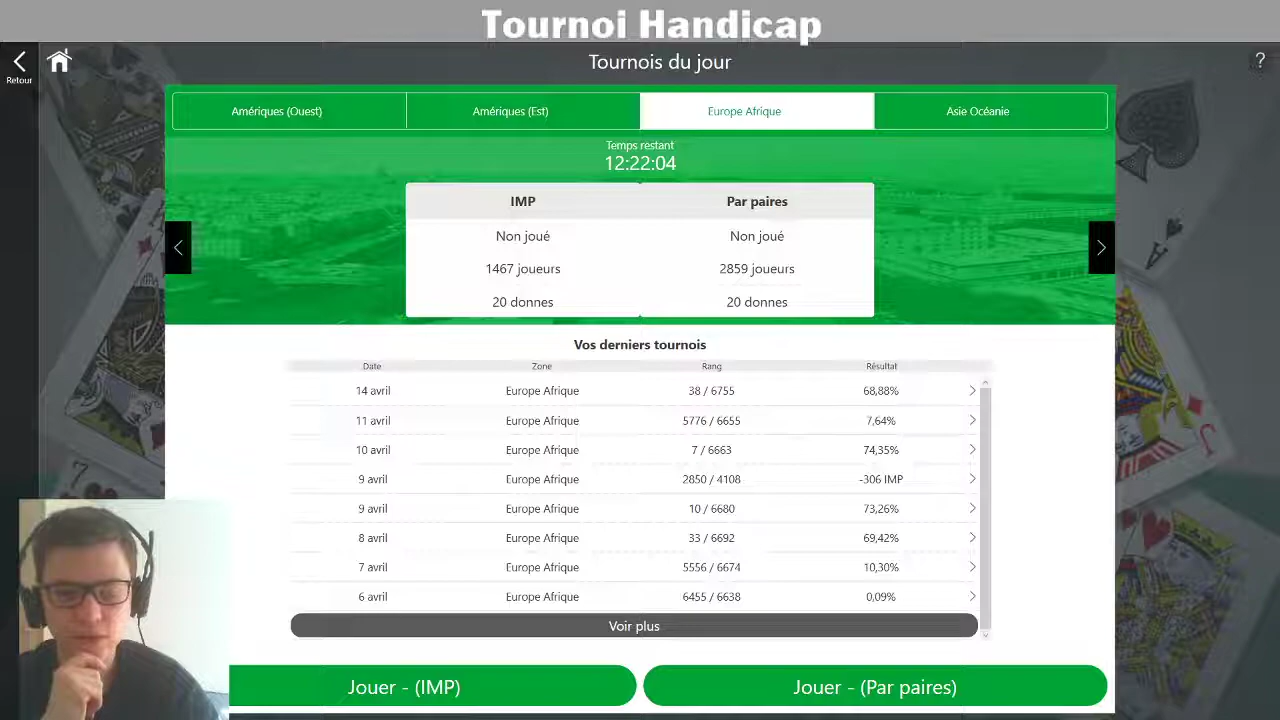 Tournoi Handicap
Tournois du jour
Retour
?
Amériques (Ouest)
Amériques (Est)
Europe Afrique
Asie Océanie
Temps restant
12:22:04
IMP Par paires
Non joué Non joué
1467 joueurs 2859 joueurs
20 donnes 20 donnes
Vos derniers tournois
Date Zone Rang Résultat
14 avril Europe Afrique 38 / 6755 68,88%
11 avril Europe Afrique 5776 / 6655 7,64%
10 avril Europe Afrique 7 / 6663 74,35%
9 avril Europe Afrique 2850 / 4108 -306 IMP
9 avril Europe Afrique 10 / 6680 73,26%
8 avril Europe Afrique 33 / 6692 69,42%
7 avril Europe Afrique 5556 / 6674 10,30%
6 avril Europe Afrique 6455 / 6638 0,09%
Voir plus
Jouer - (IMP)
Jouer - (Par paires)
7
A
J